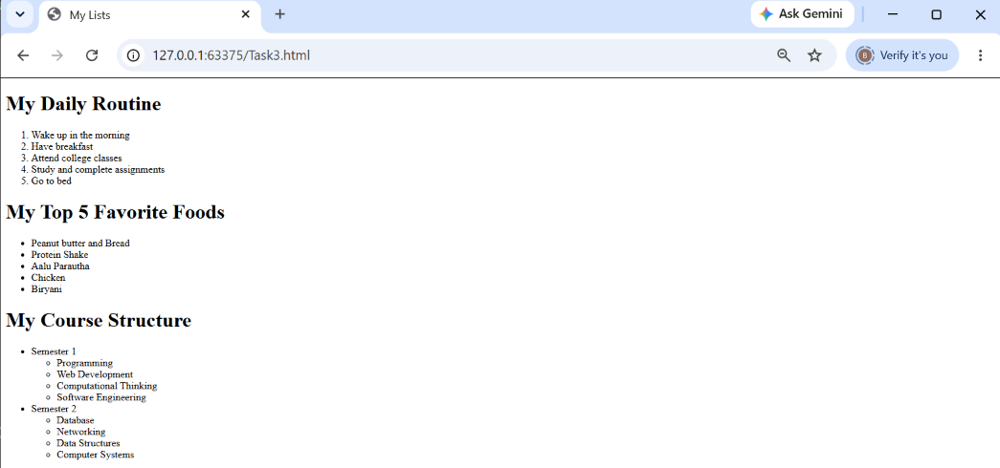 My Lists
Ask Gemini
127.0.0.1:63375/Task3.html
B
Verify it's you
My Daily Routine
1. Wake up in the morning
2. Have breakfast
3. Attend college classes
4. Study and complete assignments
5. Go to bed
My Top 5 Favorite Foods
• Peanut butter and Bread
• Protein Shake
• Aalu Parautha
• Chicken
• Biryani
My Course Structure
• Semester 1
◦ Programming
◦ Web Development
◦ Computational Thinking
◦ Software Engineering
• Semester 2
◦ Database
◦ Networking
◦ Data Structures
◦ Computer Systems